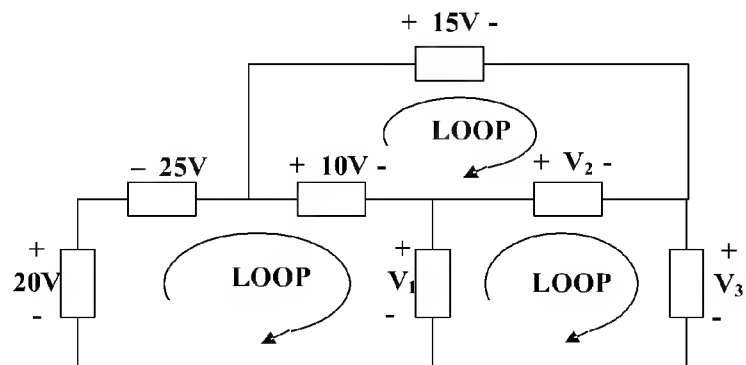 + 15V -
LOOP
– 25V
+ 10V -
+ V₂ -
+
20V
-
LOOP
+
V₁
-
LOOP
+
V₃
-